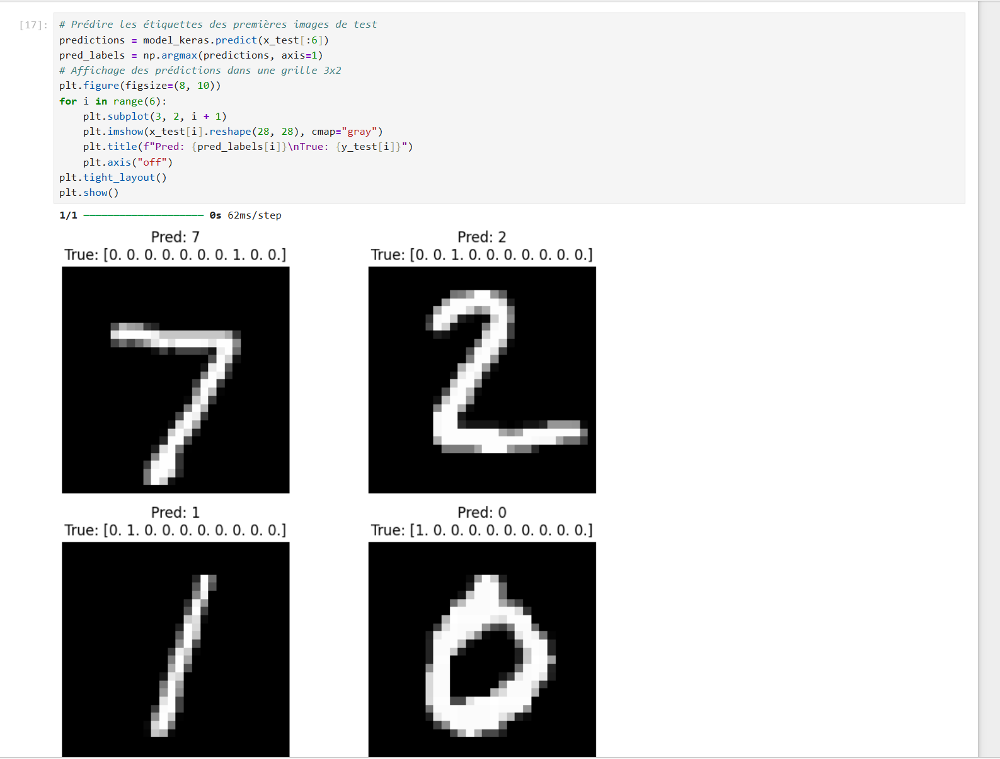 [17]:
# Prédire les étiquettes des premières images de test
predictions = model_keras.predict(x_test[:6])
pred_labels = np.argmax(predictions, axis=1)
# Affichage des prédictions dans une grille 3x2
plt.figure(figsize=(8, 10))
for i in range(6):
    plt.subplot(3, 2, i + 1)
    plt.imshow(x_test[i].reshape(28, 28), cmap="gray")
    plt.title(f"Pred: {pred_labels[i]}\nTrue: {y_test[i]}")
    plt.axis("off")
plt.tight_layout()
plt.show()
1/1 ━━━━━━━━━━━━━━━━━━━━ 0s 62ms/step
Pred: 7
True: [0. 0. 0. 0. 0. 0. 0. 1. 0. 0.]
7
Pred: 2
True: [0. 0. 1. 0. 0. 0. 0. 0. 0. 0.]
2
Pred: 1
True: [0. 1. 0. 0. 0. 0. 0. 0. 0. 0.]
1
Pred: 0
True: [1. 0. 0. 0. 0. 0. 0. 0. 0. 0.]
0